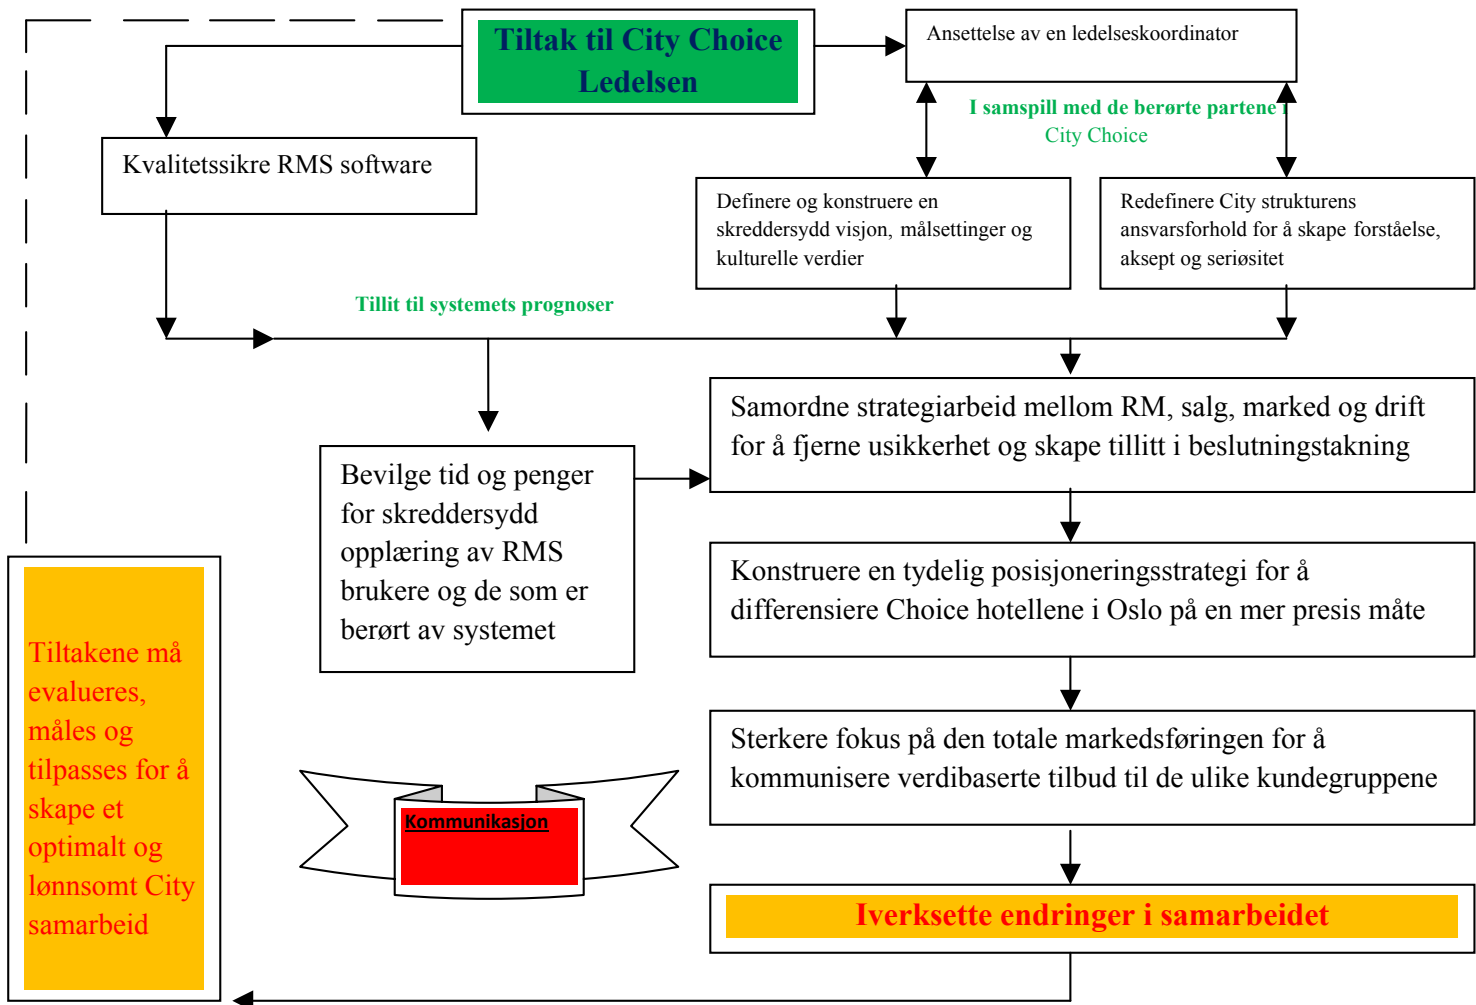 Tiltak til City Choice
Ledelsen
Ansettelse av en ledelseskoordinator
I samspill med de berørte partene i
City Choice
Kvalitetssikre RMS software
Definere og konstruere en
skreddersydd visjon, målsettinger og
kulturelle verdier
Redefinere City strukturens
ansvarsforhold for å skape forståelse,
aksept og seriøsitet
Tillit til systemets prognoser
Samordne strategiarbeid mellom RM, salg, marked og drift
for å fjerne usikkerhet og skape tillitt i beslutningstakning
Bevilge tid og penger
for skreddersydd
opplæring av RMS
brukere og de som er
berørt av systemet
Konstruere en tydelig posisjoneringsstrategi for å
differensiere Choice hotellene i Oslo på en mer presis måte
Tiltakene må
evalueres,
måles og
tilpasses for å
skape et
optimalt og
lønnsomt City
samarbeid
Sterkere fokus på den totale markedsføringen for å
kommunisere verdibaserte tilbud til de ulike kundegruppene
Kommunikasjon
Iverksette endringer i samarbeidet